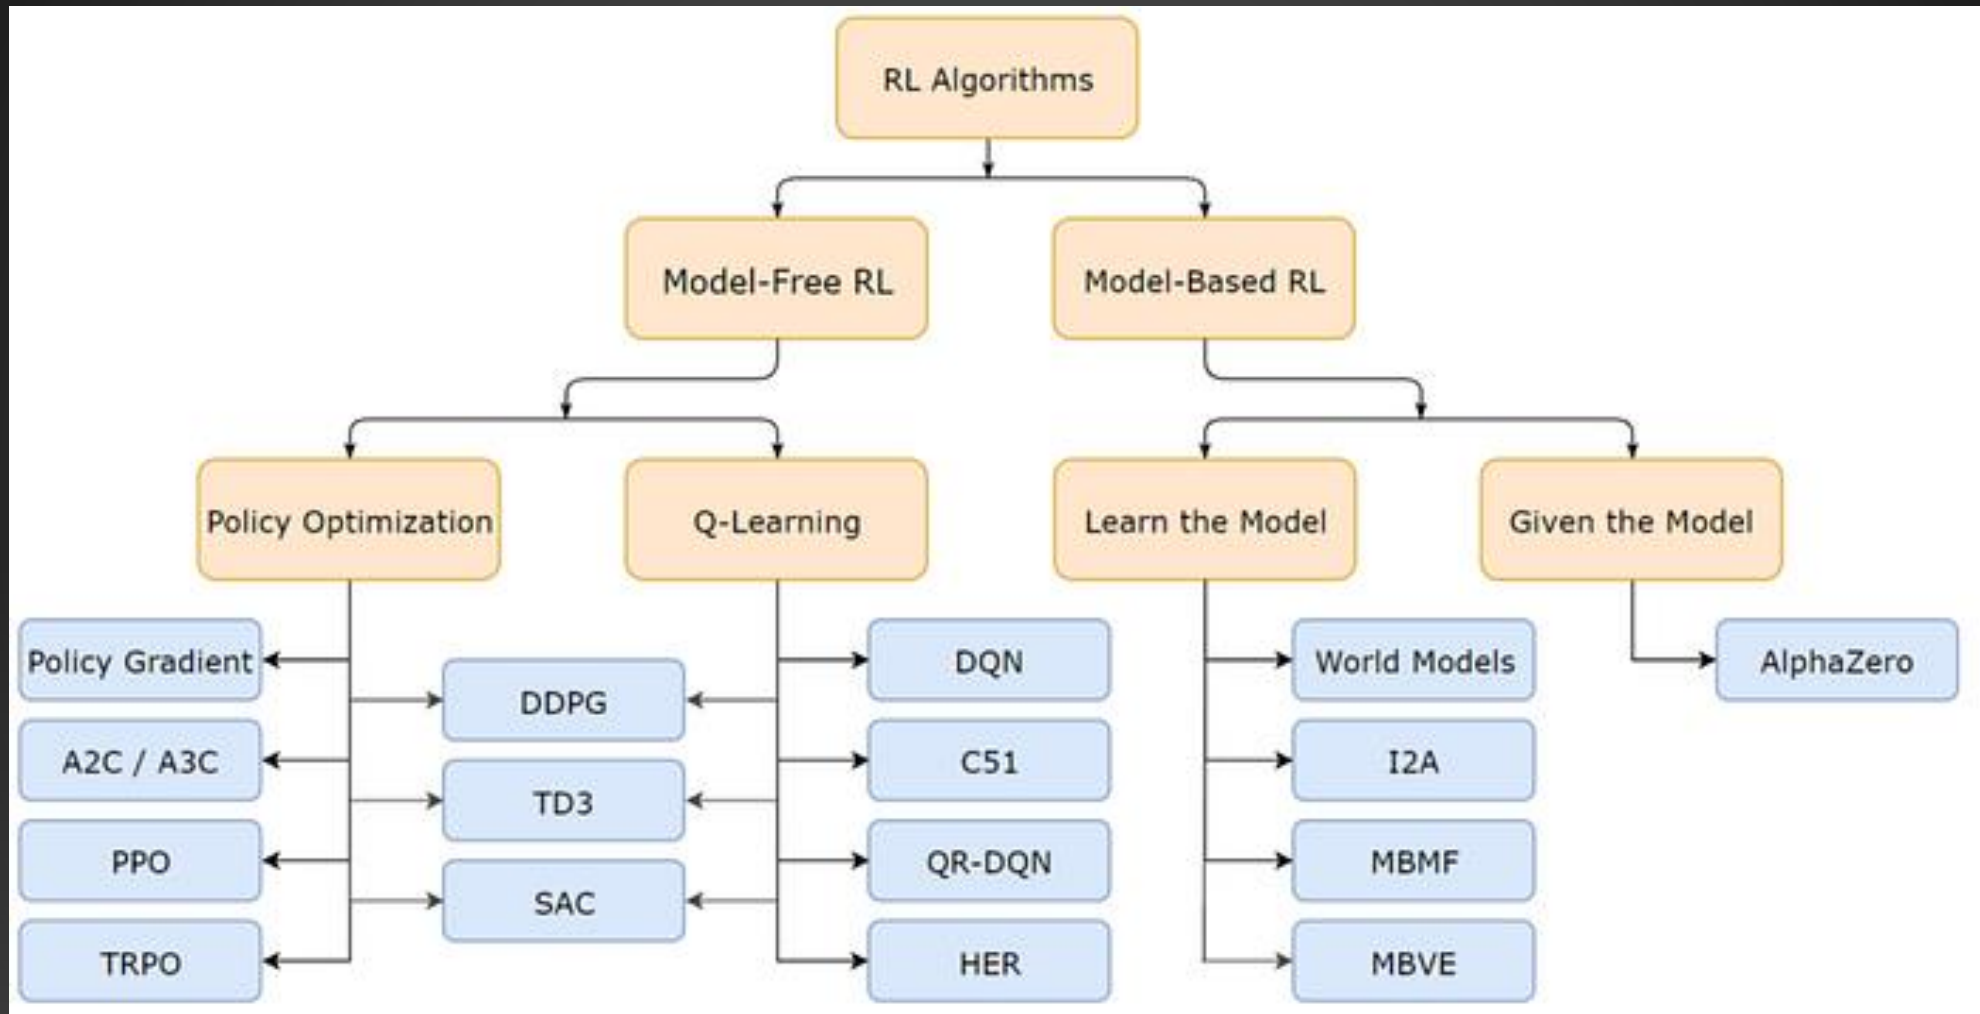 RL Algorithms
Model-Free RL
Model-Based RL
Policy Optimization
Q-Learning
Learn the Model
Given the Model
Policy Gradient
DDPG
DQN
World Models
AlphaZero
A2C / A3C
TD3
C51
I2A
PPO
SAC
QR-DQN
MBMF
TRPO
HER
MBVE